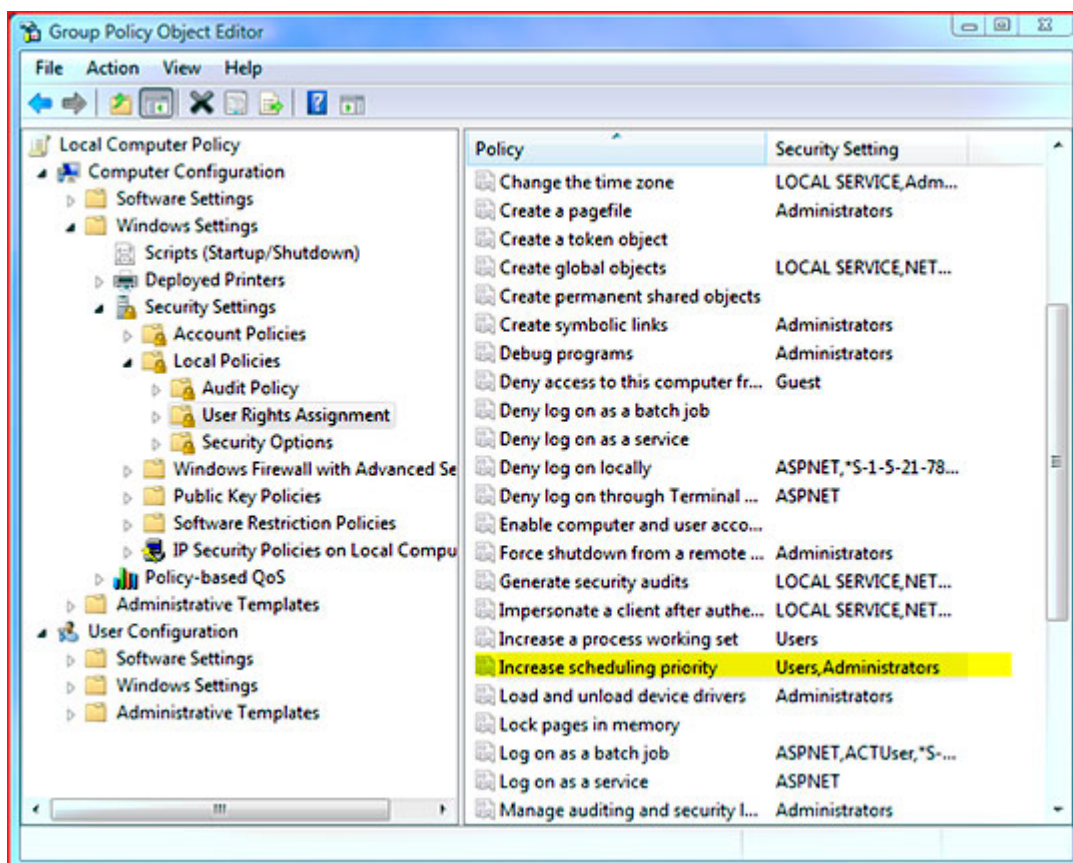 Group Policy Object Editor
File Action View Help
Local Computer Policy
Computer Configuration
Software Settings
Windows Settings
Scripts (Startup/Shutdown)
Deployed Printers
Security Settings
Account Policies
Local Policies
Audit Policy
User Rights Assignment
Security Options
Windows Firewall with Advanced Se
Public Key Policies
Software Restriction Policies
IP Security Policies on Local Compu
Policy-based QoS
Administrative Templates
User Configuration
Software Settings
Windows Settings
Administrative Templates
Policy Security Setting
Change the time zone LOCAL SERVICE,Adm...
Create a pagefile Administrators
Create a token object
Create global objects LOCAL SERVICE,NET...
Create permanent shared objects
Create symbolic links Administrators
Debug programs Administrators
Deny access to this computer fr... Guest
Deny log on as a batch job
Deny log on as a service
Deny log on locally ASPNET,*S-1-5-21-78...
Deny log on through Terminal ... ASPNET
Enable computer and user acco...
Force shutdown from a remote ... Administrators
Generate security audits LOCAL SERVICE,NET...
Impersonate a client after authe... LOCAL SERVICE,NET...
Increase a process working set Users
Increase scheduling priority Users,Administrators
Load and unload device drivers Administrators
Lock pages in memory
Log on as a batch job ASPNET,ACTUser,*S-...
Log on as a service ASPNET
Manage auditing and security l... Administrators